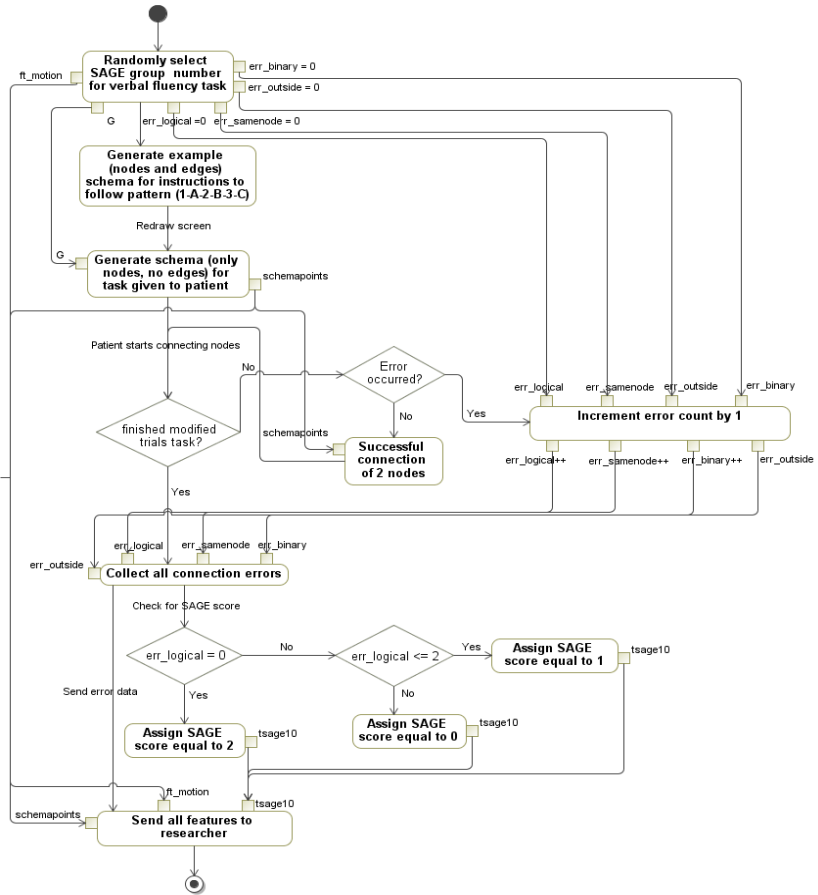 Randomly select
SAGE group number
for verbal fluency task
ft_motion
err_binary = 0
err_outside = 0
G
err_logical =0
err_samenode = 0
Generate example
(nodes and edges)
schema for instructions to
follow pattern (1-A-2-B-3-C)
Redraw screen
G
Generate schema (only
nodes, no edges) for
task given to patient
schemapoints
Patient starts connecting nodes
No
Error
occurred?
No
Yes
err_logical
err_samenode
err_outside
err_binary
Increment error count by 1
finished modified
trials task?
schemapoints
Successful
connection
of 2 nodes
err_logical++
err_samenode++
err_binary++
err_outside
Yes
err_logical
err_samenode
err_binary
err_outside
Collect all connection errors
Check for SAGE score
err_logical = 0
No
err_logical <= 2
Yes
Assign SAGE
score equal to 1
tsage10
Send error data
Yes
No
Assign SAGE
score equal to 2
tsage10
Assign SAGE
score equal to 0
tsage10
ft_motion
tsage10
schemapoints
Send all features to
researcher